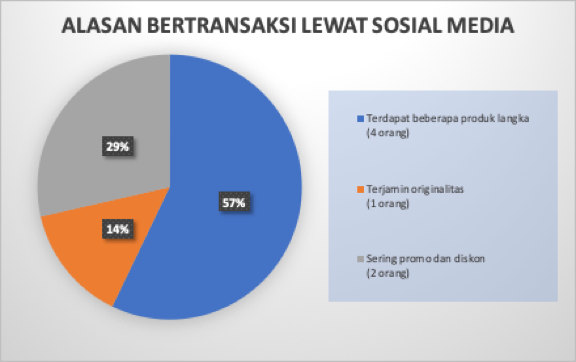 ALASAN BERTRANSAKSI LEWAT SOSIAL MEDIA
29%
57%
14%
Terdapat beberapa produk langka
(4 orang)
Terjamin originalitas
(1 orang)
Sering promo dan diskon
(2 orang)